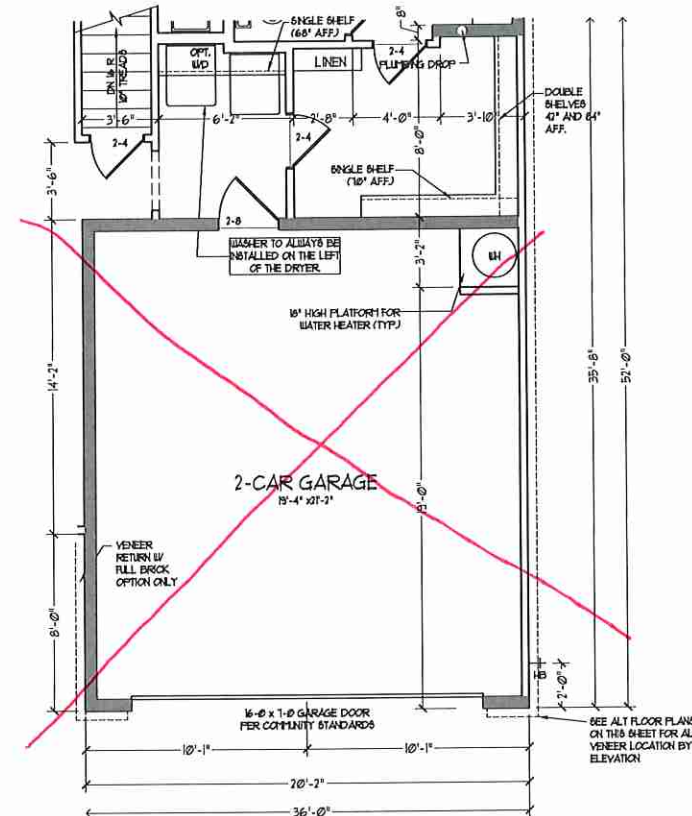 8"
SINGLE SHELF
(68" AFF.)
OPT.
W/D
LINEN
2-4
PLUMBING DROP
DN 16 R
10" TREADS
3'-6"
6'-2"
2'-8"
4'-0"
3'-10"
DOUBLE
SHELVES
42" AND 84"
AFF.
2-4
2-4
8'-0"
3'-6"
SINGLE SHELF
(70" AFF.)
2-8
WASHER TO ALWAYS BE
INSTALLED ON THE LEFT
OF THE DRYER.
3'-2"
WH
18" HIGH PLATFORM FOR
WATER HEATER (TYP.)
14'-2"
35'-8"
52'-0"
2-CAR GARAGE
19'-4" x21'-2"
19'-0"
VENEER
RETURN W/
FULL BRICK
OPTION ONLY
8'-0"
HB
2'-0"
16-0 x 7-0 GARAGE DOOR
PER COMMUNITY STANDARDS
SEE ALT FLOOR PLANS
ON THIS SHEET FOR AL
VENEER LOCATION BY
ELEVATION
10'-1"
10'-1"
20'-2"
36'-0"